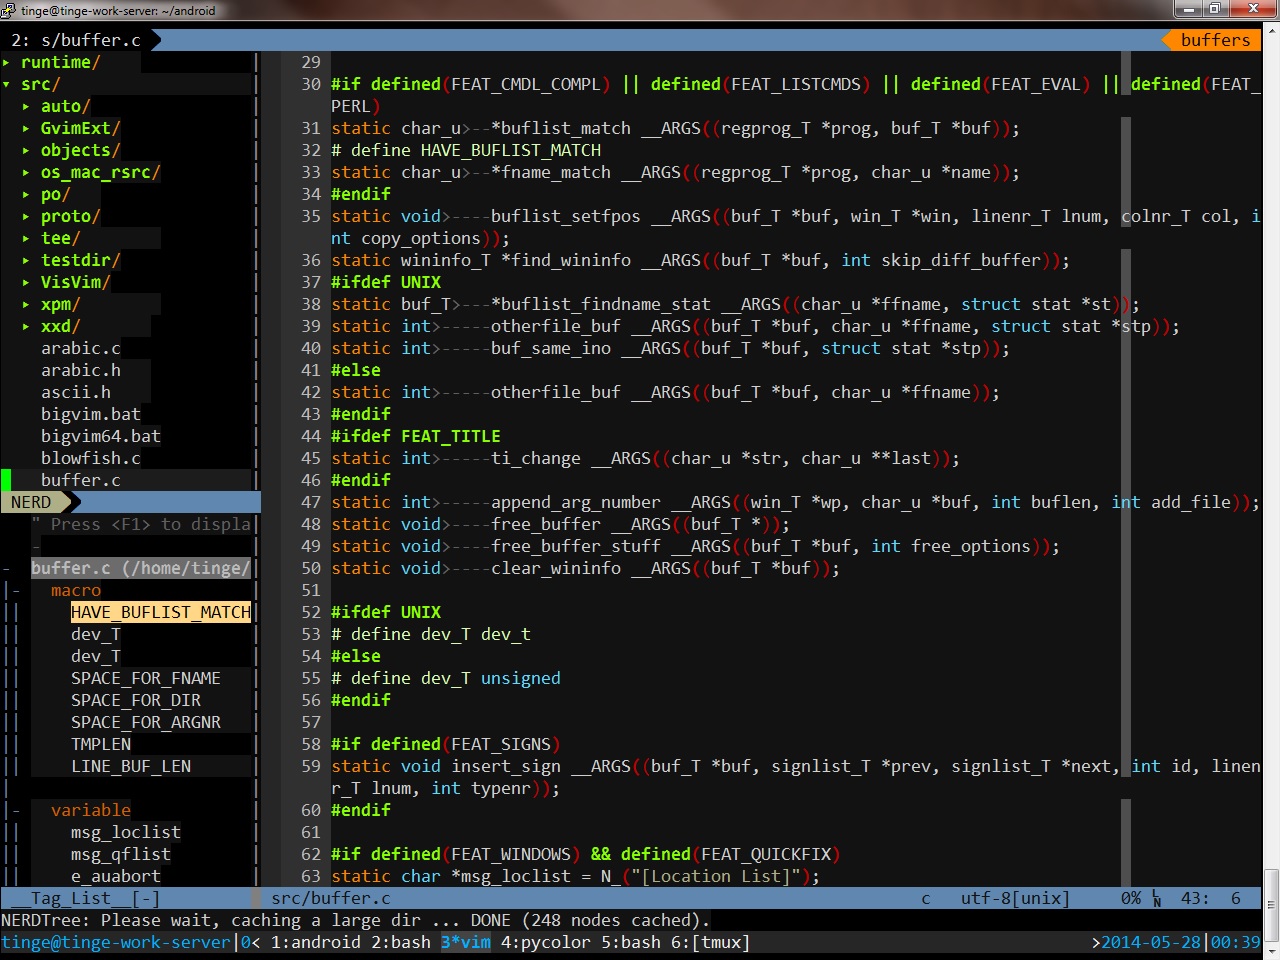 tinge@tinge-work-server: ~/android
2: s/buffer.c
buffers
▸ runtime/
▾ src/
▸ auto/
▸ GvimExt/
▸ objects/
▸ os_mac_rsrc/
▸ po/
▸ proto/
▸ tee/
▸ testdir/
▸ VisVim/
▸ xpm/
▸ xxd/
arabic.c
arabic.h
ascii.h
bigvim.bat
bigvim64.bat
blowfish.c
buffer.c
NERD
" Press <F1> to displa
-
- buffer.c (/home/tinge/
|- macro
|| HAVE_BUFLIST_MATCH
|| dev_T
|| dev_T
|| SPACE_FOR_FNAME
|| SPACE_FOR_DIR
|| SPACE_FOR_ARGNR
|| TMPLEN
|| LINE_BUF_LEN
|
|- variable
|| msg_loclist
|| msg_qflist
|| e_auabort
__Tag_List__[-]
29
30 #if defined(FEAT_CMDL_COMPL) || defined(FEAT_LISTCMDS) || defined(FEAT_EVAL) || defined(FEAT_
PERL)
31 static char_u>--*buflist_match __ARGS((regprog_T *prog, buf_T *buf));
32 # define HAVE_BUFLIST_MATCH
33 static char_u>--*fname_match __ARGS((regprog_T *prog, char_u *name));
34 #endif
35 static void>----buflist_setfpos __ARGS((buf_T *buf, win_T *win, linenr_T lnum, colnr_T col, i
nt copy_options));
36 static wininfo_T *find_wininfo __ARGS((buf_T *buf, int skip_diff_buffer));
37 #ifdef UNIX
38 static buf_T>---*buflist_findname_stat __ARGS((char_u *ffname, struct stat *st));
39 static int>-----otherfile_buf __ARGS((buf_T *buf, char_u *ffname, struct stat *stp));
40 static int>-----buf_same_ino __ARGS((buf_T *buf, struct stat *stp));
41 #else
42 static int>-----otherfile_buf __ARGS((buf_T *buf, char_u *ffname));
43 #endif
44 #ifdef FEAT_TITLE
45 static int>-----ti_change __ARGS((char_u *str, char_u **last));
46 #endif
47 static int>-----append_arg_number __ARGS((win_T *wp, char_u *buf, int buflen, int add_file));
48 static void>----free_buffer __ARGS((buf_T *));
49 static void>----free_buffer_stuff __ARGS((buf_T *buf, int free_options));
50 static void>----clear_wininfo __ARGS((buf_T *buf));
51
52 #ifdef UNIX
53 # define dev_T dev_t
54 #else
55 # define dev_T unsigned
56 #endif
57
58 #if defined(FEAT_SIGNS)
59 static void insert_sign __ARGS((buf_T *buf, signlist_T *prev, signlist_T *next, int id, linen
r_T lnum, int typenr));
60 #endif
61
62 #if defined(FEAT_WINDOWS) && defined(FEAT_QUICKFIX)
63 static char *msg_loclist = N_("[Location List]");
src/buffer.c c utf-8[unix] 0% LN 43: 6
NERDTree: Please wait, caching a large dir ... DONE (248 nodes cached).
tinge@tinge-work-server|0< 1:android 2:bash 3*vim 4:pycolor 5:bash 6:[tmux] >2014-05-28|00:39